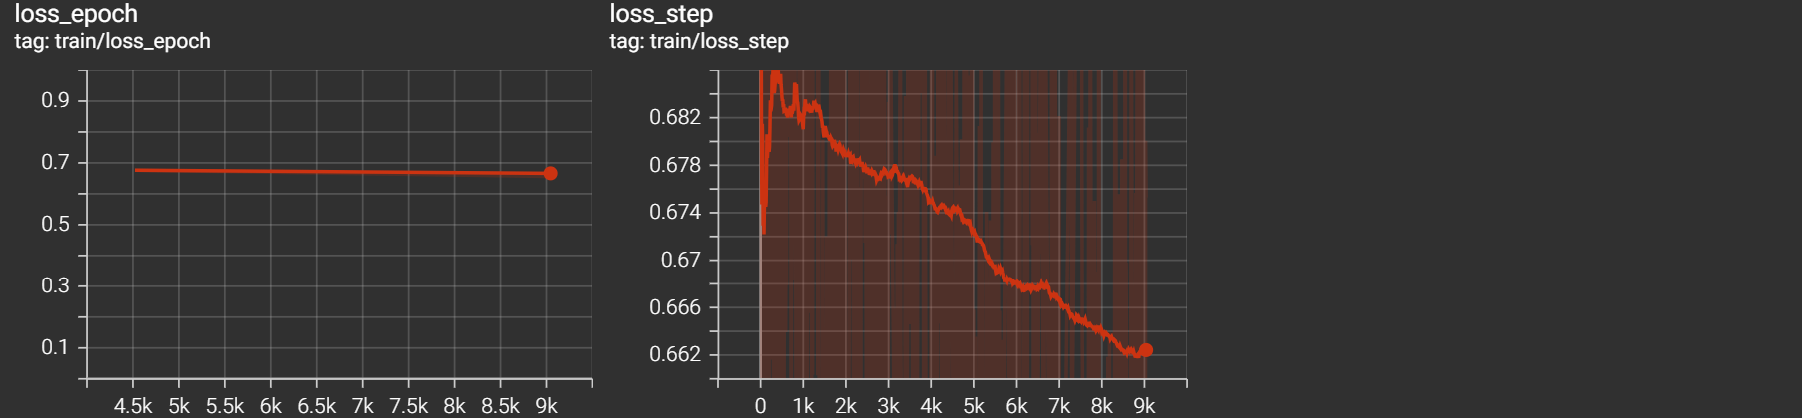 loss_epoch
tag: train/loss_epoch
0.9
0.7
0.5
0.3
0.1
4.5k 5k 5.5k 6k 6.5k 7k 7.5k 8k 8.5k 9k
loss_step
tag: train/loss_step
0.682
0.678
0.674
0.67
0.666
0.662
0 1k 2k 3k 4k 5k 6k 7k 8k 9k